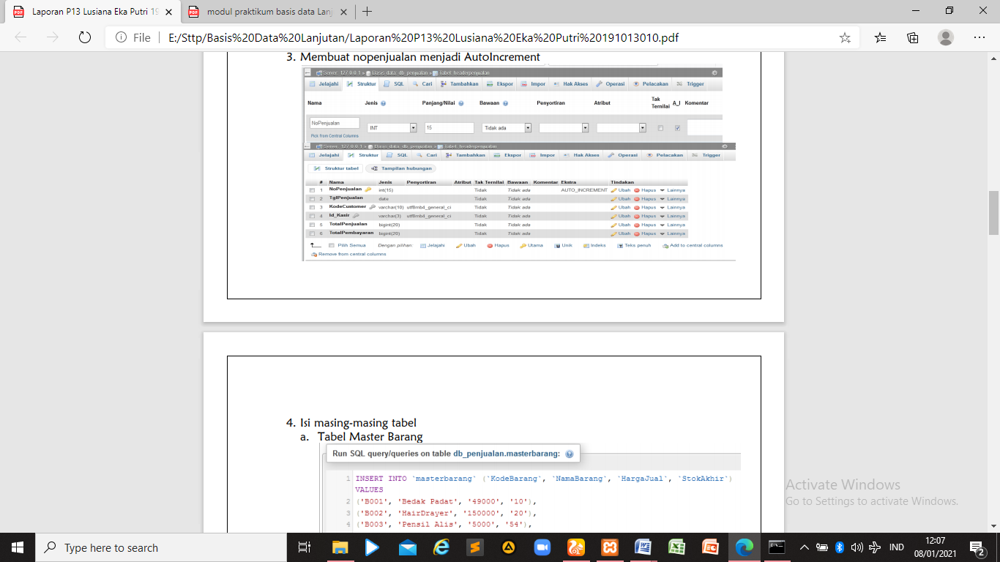 Laporan P13 Lusiana Eka Putri 19
modul praktikum basis data Lanj
File
E:/Sttp/Basis%20Data%20Lanjutan/Laporan%20P13%20Lusiana%20Eka%20Putri%20191013010.pdf
3. Membuat nopenjualan menjadi AutoIncrement
Server: 127.0.0.1 » Basis data: db_penjualan » Tabel: headerpenjualan
Jelajahi Struktur SQL Cari Tambahkan Ekspor Impor Hak Akses Operasi Pelacakan Trigger
Nama Jenis Panjang/Nilai Bawaan Penyortiran Atribut Tak Ternilai A_I Komentar
NoPenjualan INT 15 Tidak ada
Pick from Central Columns
Server: 127.0.0.1 » Basis data: db_penjualan » Tabel: headerpenjualan
Jelajahi Struktur SQL Cari Tambahkan Ekspor Impor Hak Akses Operasi Pelacakan Trigger
Struktur tabel Tampilan hubungan
# Nama Jenis Penyortiran Atribut Tak Ternilai Bawaan Komentar Ekstra Tindakan
1 NoPenjualan int(15) Tidak Tidak ada AUTO_INCREMENT Ubah Hapus Lainnya
2 TglPenjualan date Tidak Tidak ada Ubah Hapus Lainnya
3 KodeCustomer varchar(10) utf8mb4_general_ci Tidak Tidak ada Ubah Hapus Lainnya
4 Id_Kasir varchar(3) utf8mb4_general_ci Tidak Tidak ada Ubah Hapus Lainnya
5 TotalPenjualan bigint(20) Tidak Tidak ada Ubah Hapus Lainnya
6 TotalPembayaran bigint(20) Tidak Tidak ada Ubah Hapus Lainnya
Pilih Semua Dengan pilihan: Jelajahi Ubah Hapus Utama Unik Indeks Teks penuh Add to central columns
Remove from central columns
4. Isi masing-masing tabel
a. Tabel Master Barang
Run SQL query/queries on table db_penjualan.masterbarang:
1 INSERT INTO `masterbarang` (`KodeBarang`, `NamaBarang`, `HargaJual`, `StokAkhir`)
VALUES
2 ('B001', 'Bedak Padat', '49000', '10'),
3 ('B002', 'HairDrayer', '150000', '20'),
4 ('B003', 'Pensil Alis', '5000', '54'),
Activate Windows
Go to Settings to activate Windows.
Type here to search
IND
12:07
08/01/2021
2